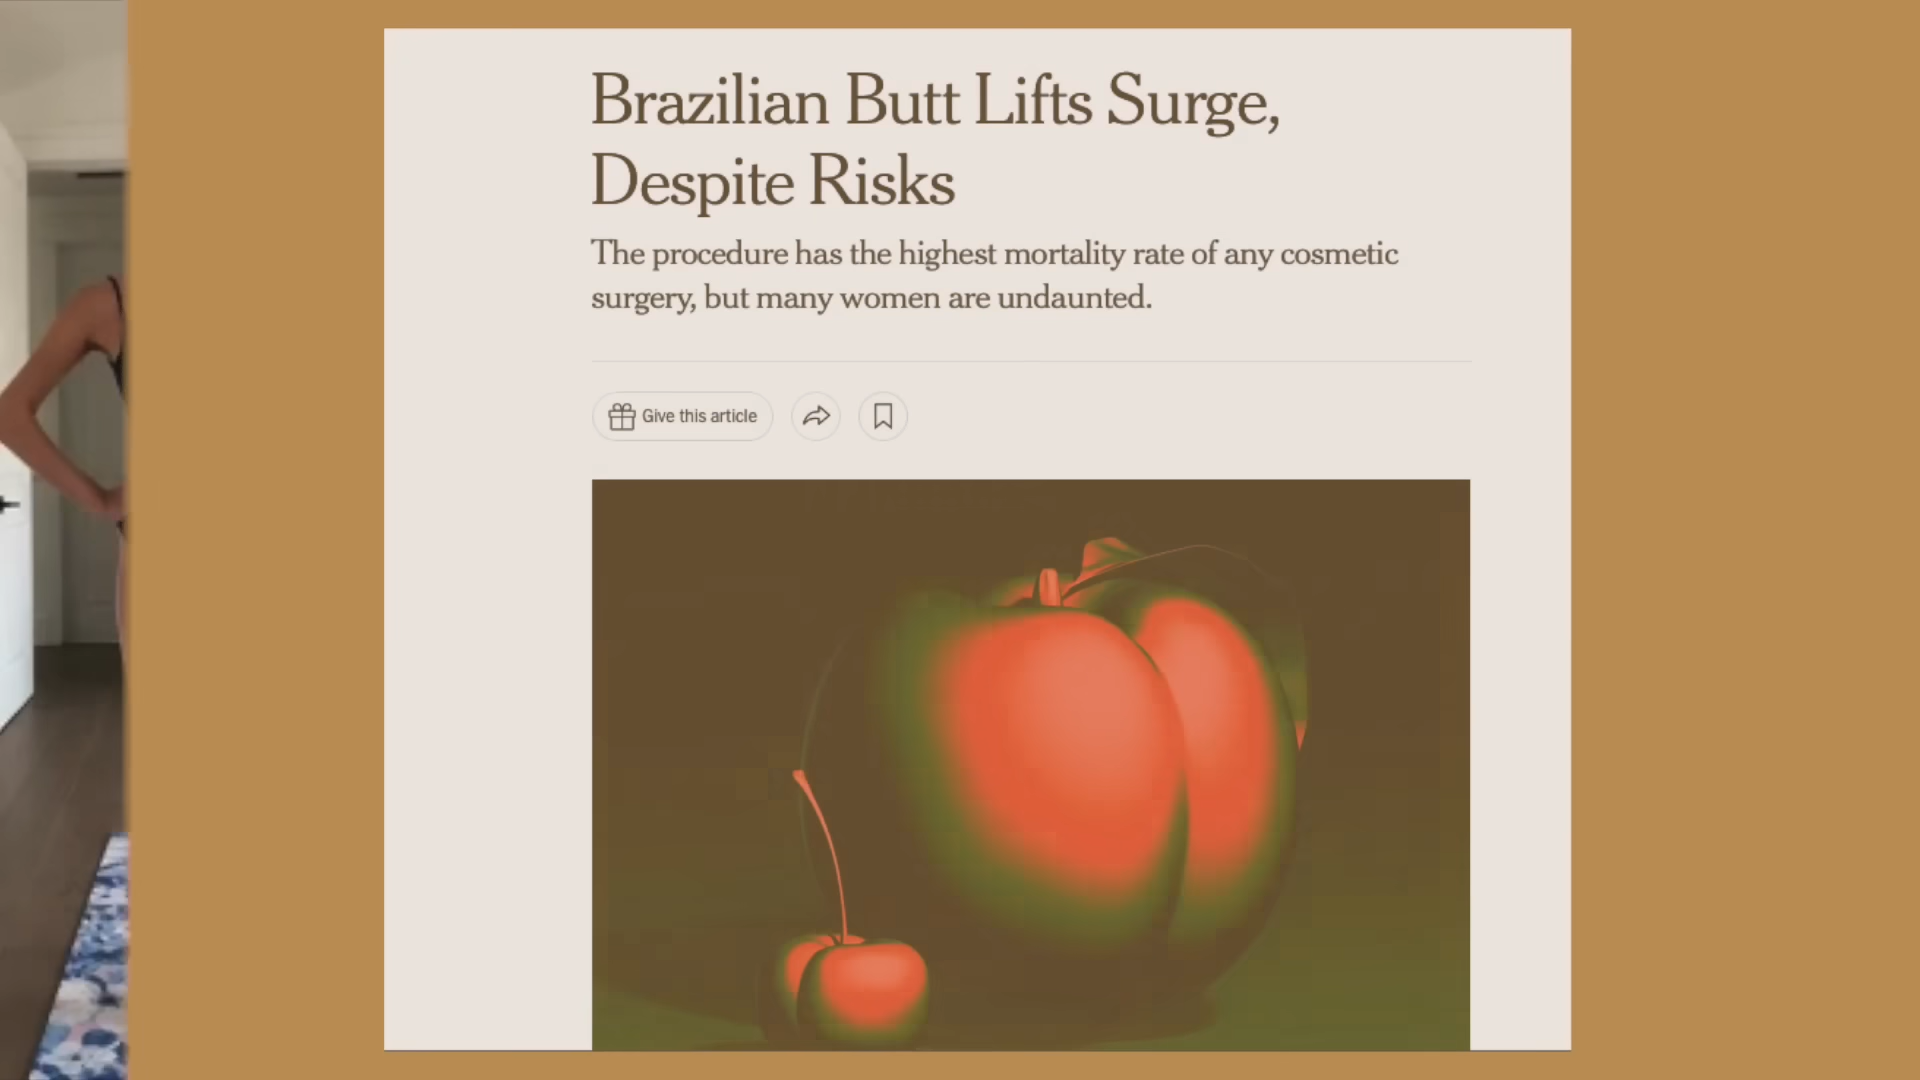 Brazilian Butt Lifts Surge,
Despite Risks
The procedure has the highest mortality rate of any cosmetic
surgery, but many women are undaunted.
Give this article